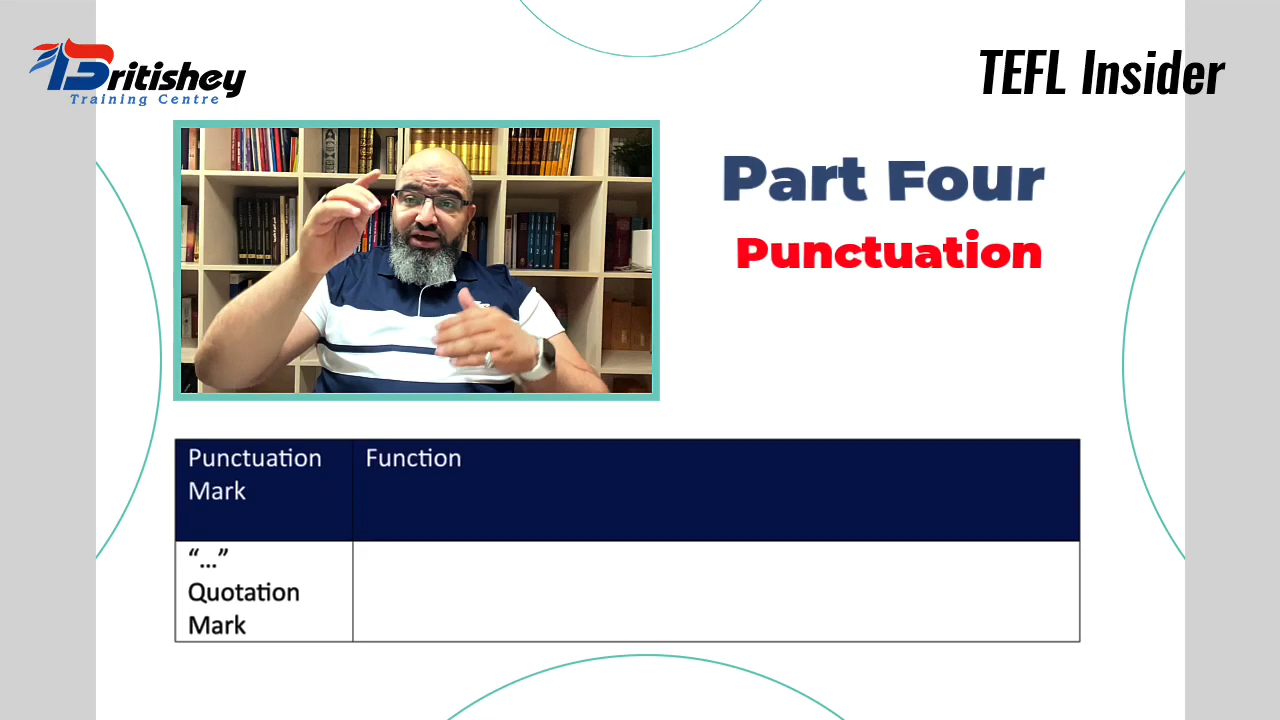 Britishey
Training Centre
TEFL Insider
Part Four
Punctuation
Punctuation
Mark
Function
“...”
Quotation
Mark